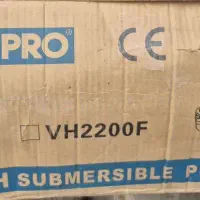 PRO® CE
VH2200F
H SUBMERSIBLE P